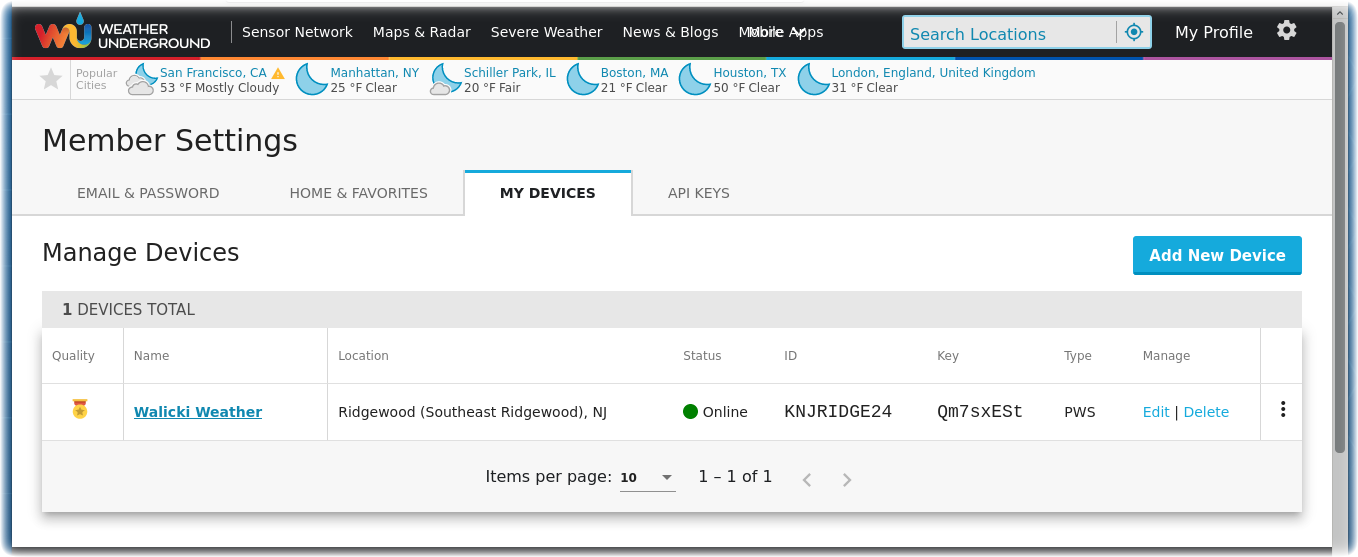 WEATHER
UNDERGROUND
Sensor Network Maps & Radar Severe Weather News & Blogs Mobile Apps More Search Locations My Profile
Popular
Cities
San Francisco, CA Manhattan, NY Schiller Park, IL Boston, MA Houston, TX London, England, United Kingdom
53 °F Mostly Cloudy 25 °F Clear 20 °F Fair 21 °F Clear 50 °F Clear 31 °F Clear
Member Settings
EMAIL & PASSWORD HOME & FAVORITES MY DEVICES API KEYS
Manage Devices Add New Device
1 DEVICES TOTAL
Quality Name Location Status ID Key Type Manage
Walicki Weather Ridgewood (Southeast Ridgewood), NJ Online KNJRIDGE24 Qm7sxESt PWS Edit | Delete
Items per page: 10 1 – 1 of 1